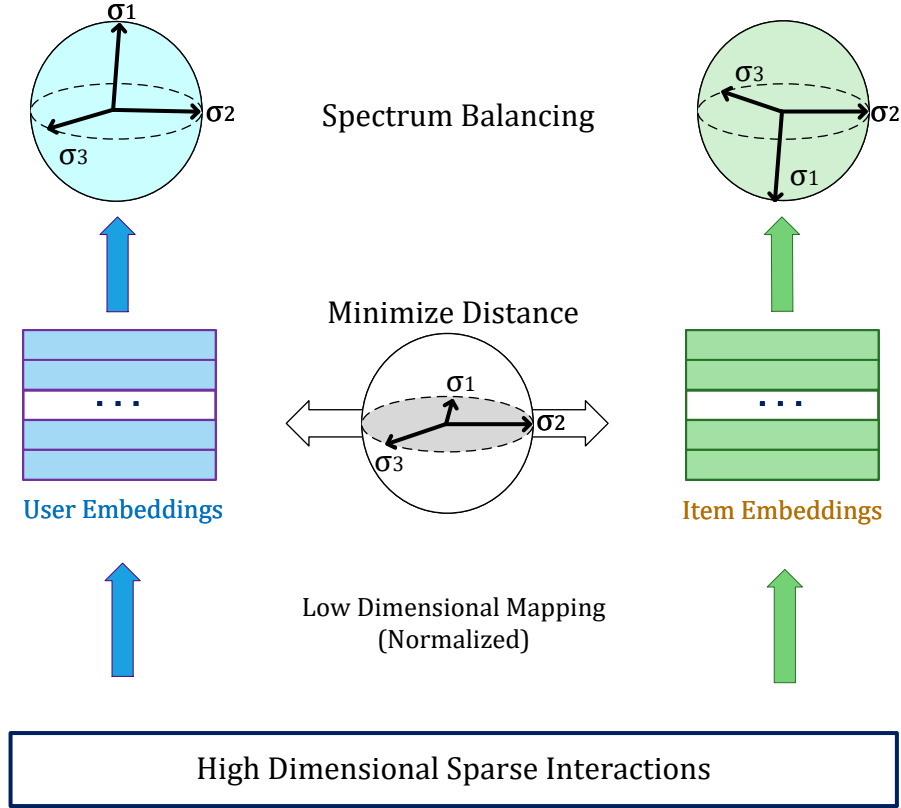 σ1
σ2
σ3
Spectrum Balancing
σ3
σ2
σ1
Minimize Distance
σ1
σ2
σ3
...
...
User Embeddings
Item Embeddings
Low Dimensional Mapping
(Normalized)
High Dimensional Sparse Interactions